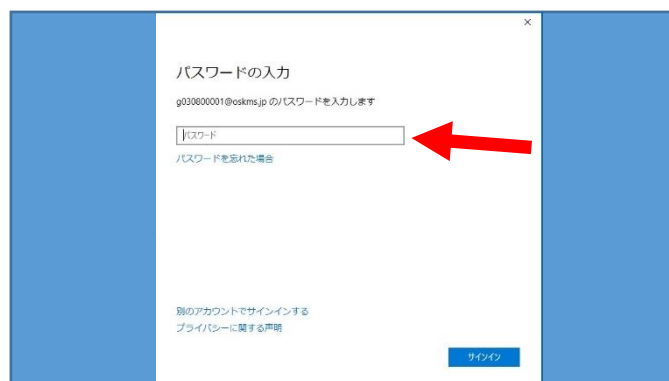 ×
パスワードの入力
g030800001@oskms.jp のパスワードを入力します
パスワード
パスワードを忘れた場合
別のアカウントでサインインする
プライバシーに関する声明
サインイン